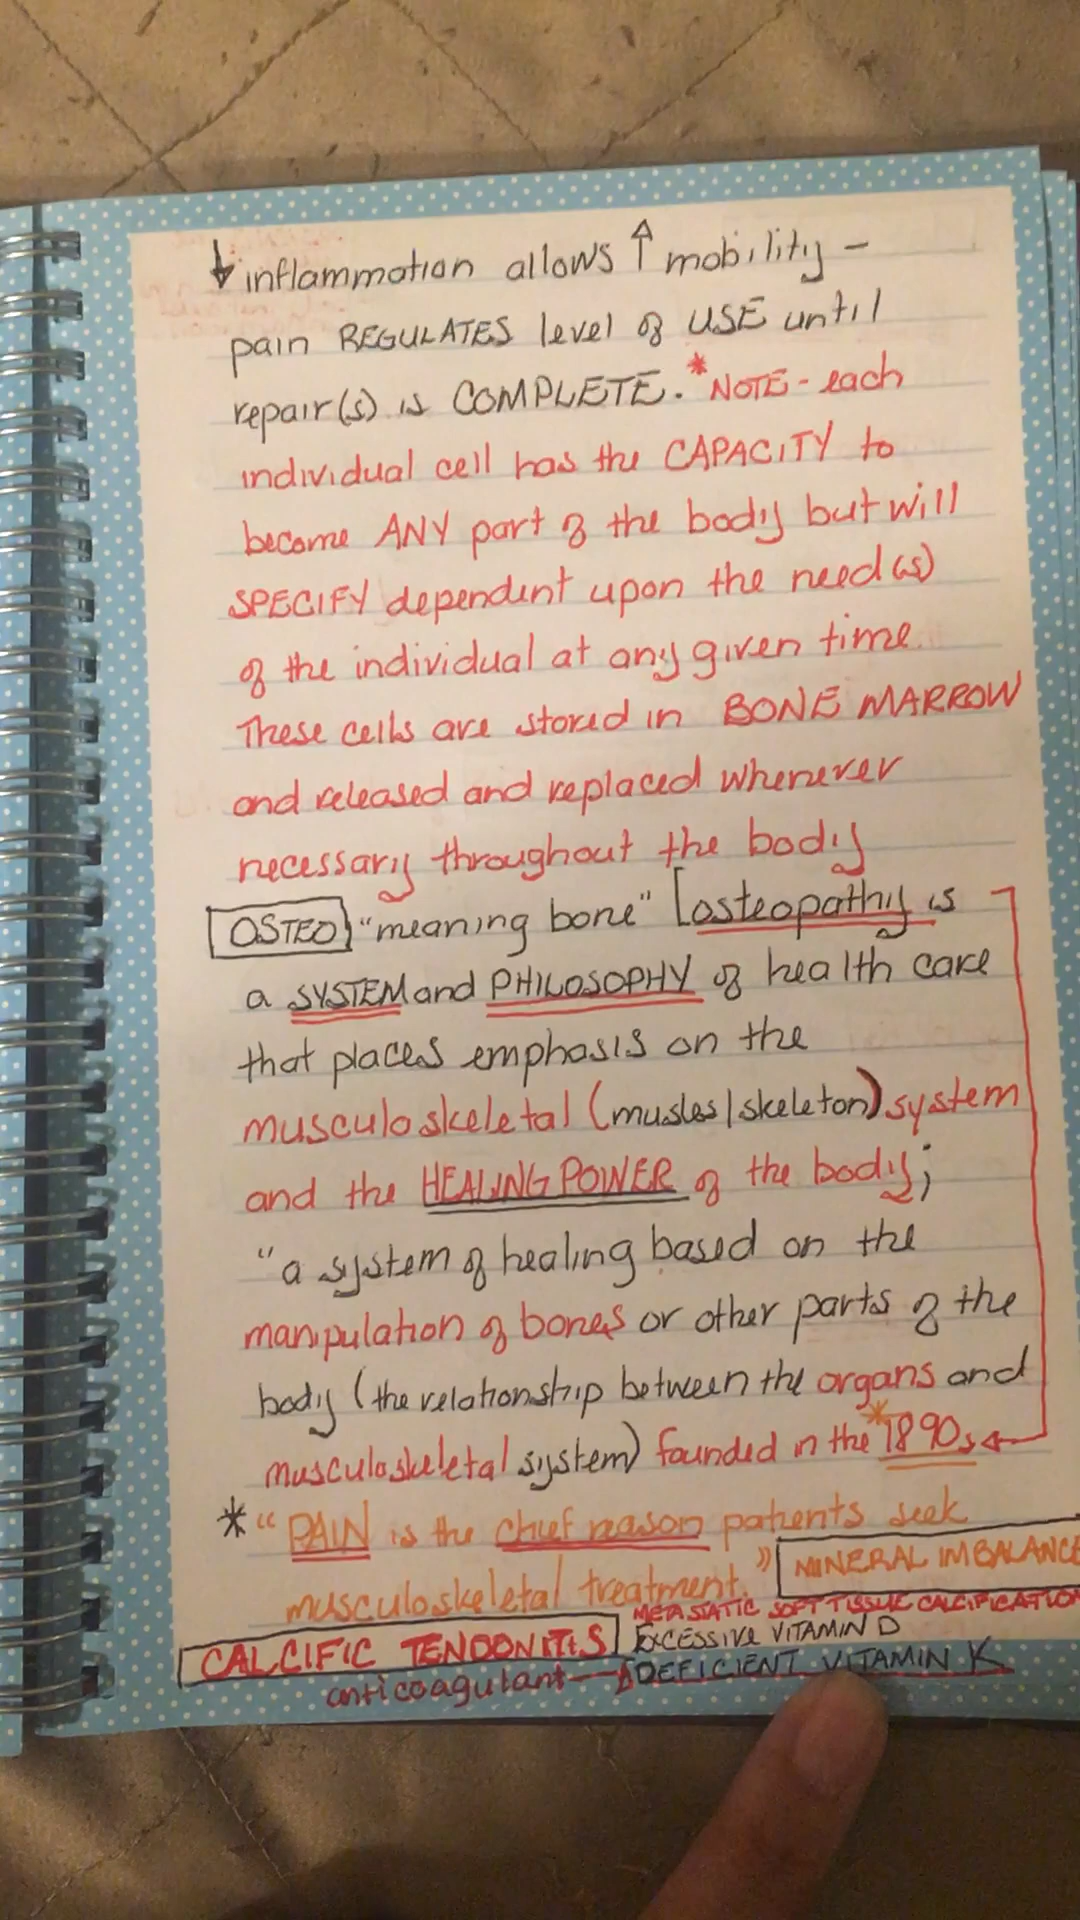 ↓ inflammation allows ↑ mobility -
pain REGULATES level of USE until
repair(s) is COMPLETE. *NOTE - each
individual cell has the CAPACITY to
become ANY part of the body but will
SPECIFY dependent upon the need(s)
of the individual at any given time.
These cells are stored in BONE MARROW
and released and replaced whenever
necessary throughout the body
OSTEO "meaning bone" [osteopathy is
a SYSTEM and PHILOSOPHY of health care
that places emphasis on the
musculoskeletal (musles/skeleton) system
and the HEALING POWER of the body;
"a system of healing based on the
manipulation of bones or other parts of the
body (the relationship between the organs and
musculoskeletal system) founded in the *1890s
* "PAIN is the chief reason patients seek
musculoskeletal treatment." MINERAL IMBALANCE
METASTATIC SOFT TISSUE CALCIFICATION
CALCIFIC TENDONITIS EXCESSIVE VITAMIN D
anticoagulant → DEFICIENT VITAMIN K